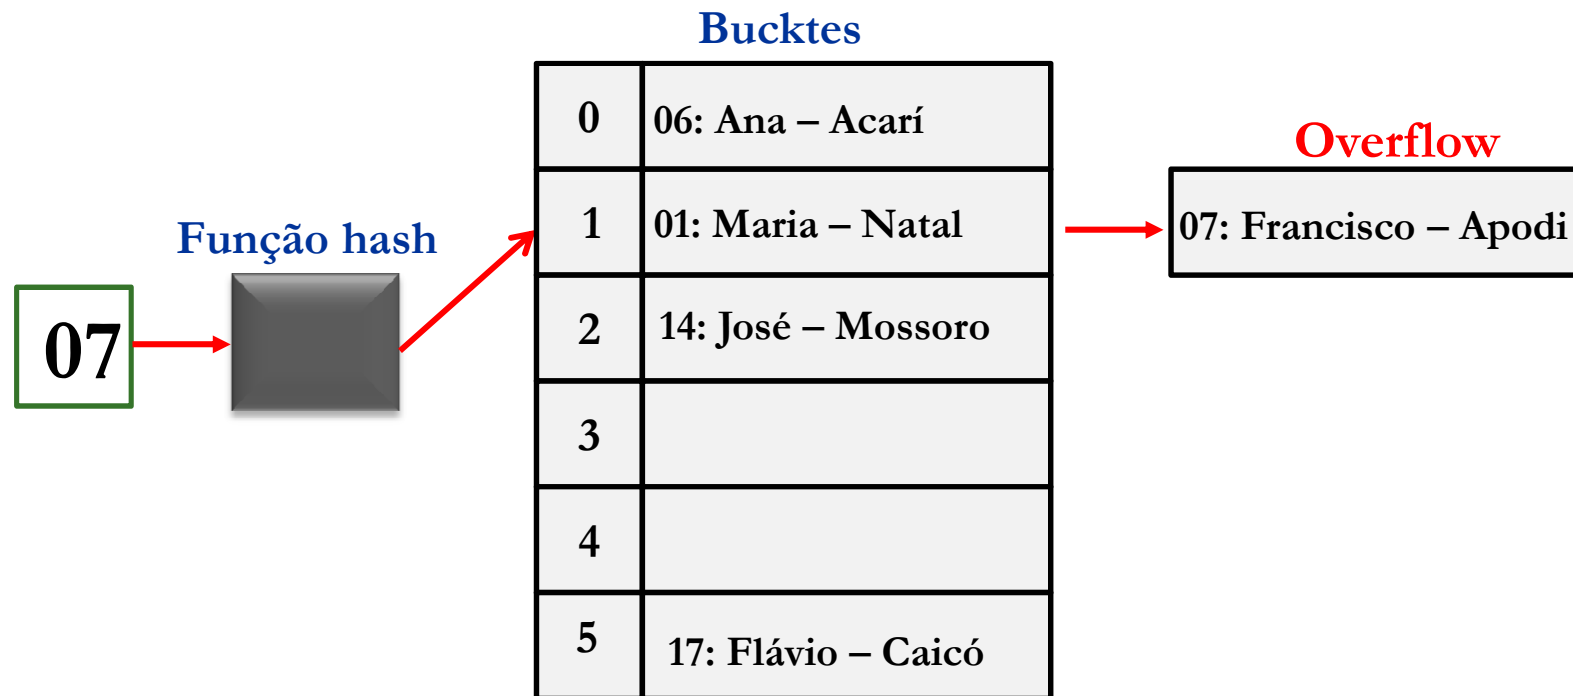 Bucktes
0 06: Ana – Acarí
Overflow
1 01: Maria – Natal
07: Francisco – Apodi
Função hash
07
2 14: José – Mossoro
3
4
5 17: Flávio – Caicó